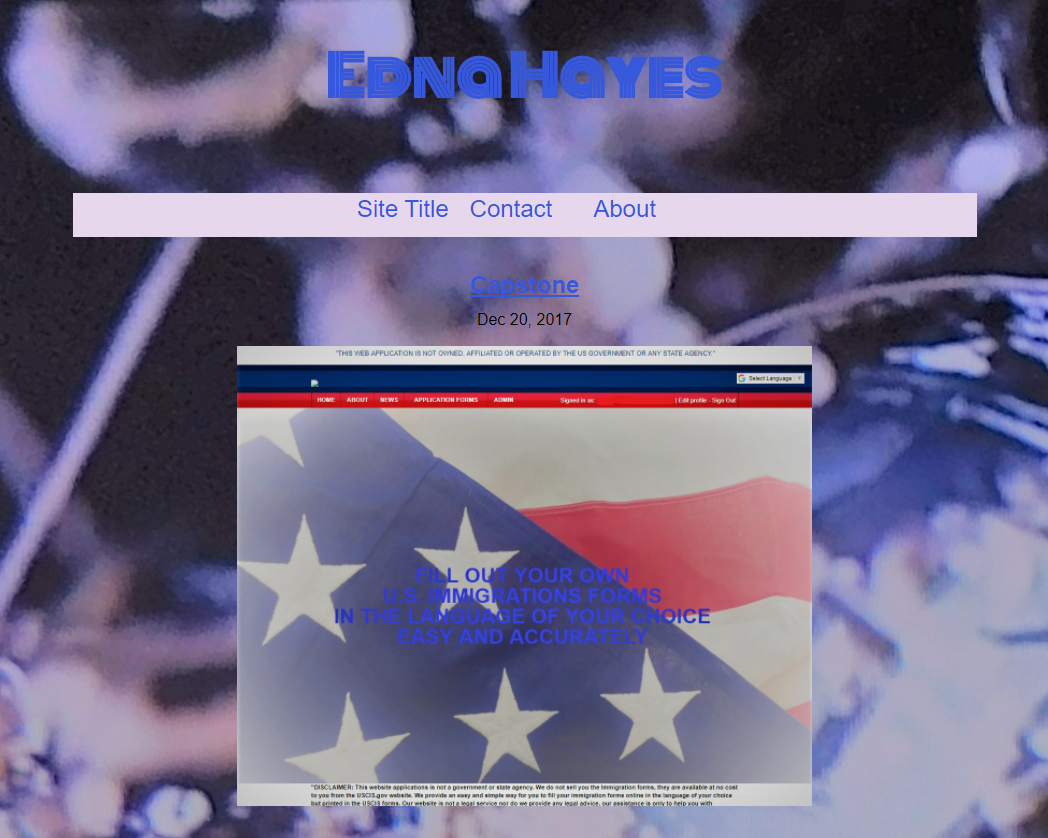 Edna Hayes
Site Title Contact About
Capstone
Dec 20, 2017
"THIS WEB APPLICATION IS NOT OWNED, AFFILIATED OR OPERATED BY THE US GOVERNMENT OR ANY STATE AGENCY."
Select Language ▼
HOME ABOUT NEWS APPLICATION FORMS ADMIN Signed in as: | Edit profile - Sign Out
FILL OUT YOUR OWN
U.S. IMMIGRATIONS FORMS
IN THE LANGUAGE OF YOUR CHOICE
EASY AND ACCURATELY
"DISCLAIMER: This website applications is not a government or state agency. We do not sell you the Immigration forms, they are available at no cost
to you from the USCIS.gov website. We provide an easy and simple way for you to fill your immigration forms online in the language of your choice
but printed in the USCIS forms. Our website is not a legal service nor do we provide any legal advice, our assistance is only to help you with